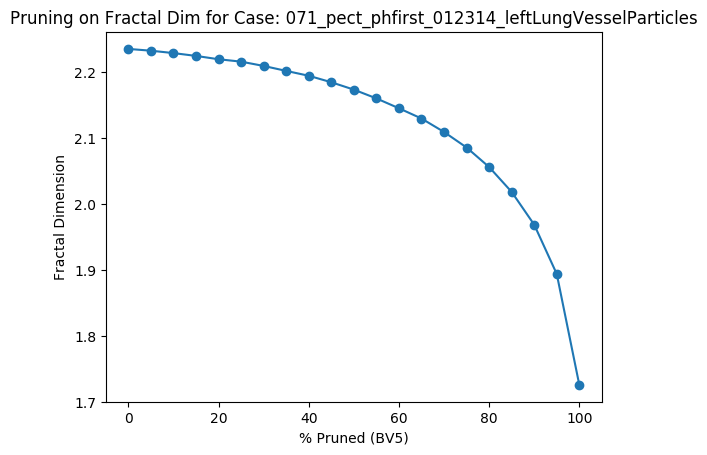 Pruning on Fractal Dim for Case: 071_pect_phfirst_012314_leftLungVesselParticles
2.2
2.1
2.0
1.9
1.8
1.7
Fractal Dimension
0 20 40 60 80 100
% Pruned (BV5)